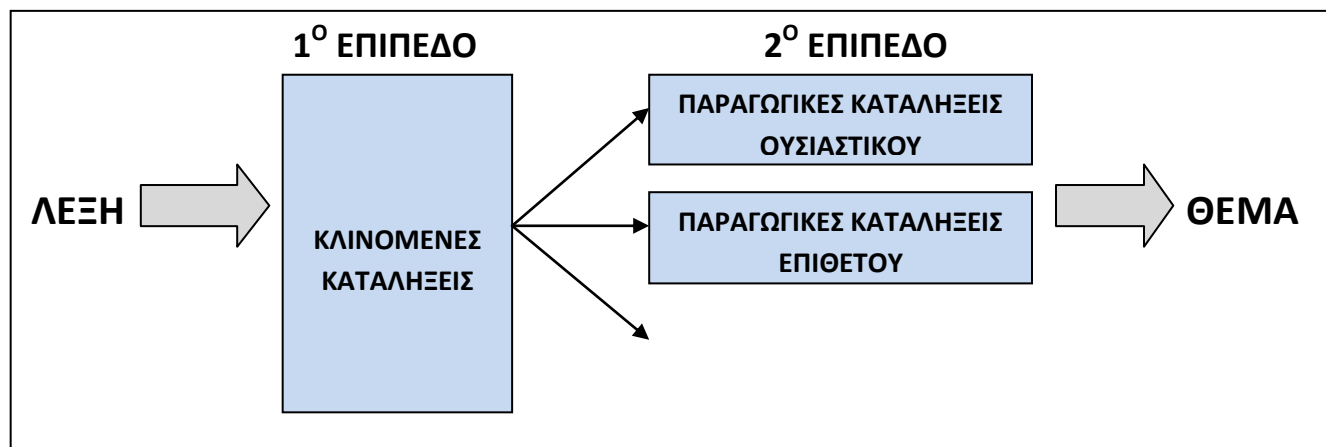 1Ο ΕΠΙΠΕΔΟ
2Ο ΕΠΙΠΕΔΟ
ΛΕΞΗ
ΚΛΙΝΟΜΕΝΕΣ
ΚΑΤΑΛΗΞΕΙΣ
ΠΑΡΑΓΩΓΙΚΕΣ ΚΑΤΑΛΗΞΕΙΣ
ΟΥΣΙΑΣΤΙΚΟΥ
ΠΑΡΑΓΩΓΙΚΕΣ ΚΑΤΑΛΗΞΕΙΣ
ΕΠΙΘΕΤΟΥ
ΘΕΜΑ